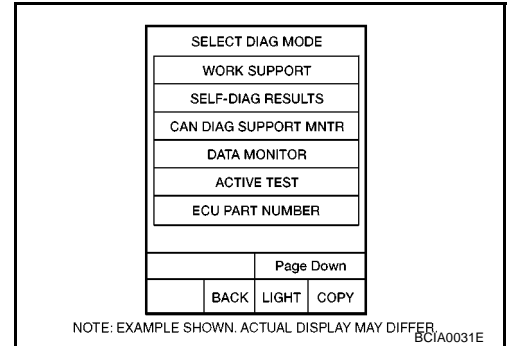 SELECT DIAG MODE
WORK SUPPORT
SELF-DIAG RESULTS
CAN DIAG SUPPORT MNTR
DATA MONITOR
ACTIVE TEST
ECU PART NUMBER
Page Down
BACK LIGHT COPY
NOTE: EXAMPLE SHOWN. ACTUAL DISPLAY MAY DIFFER.
BCIA0031E